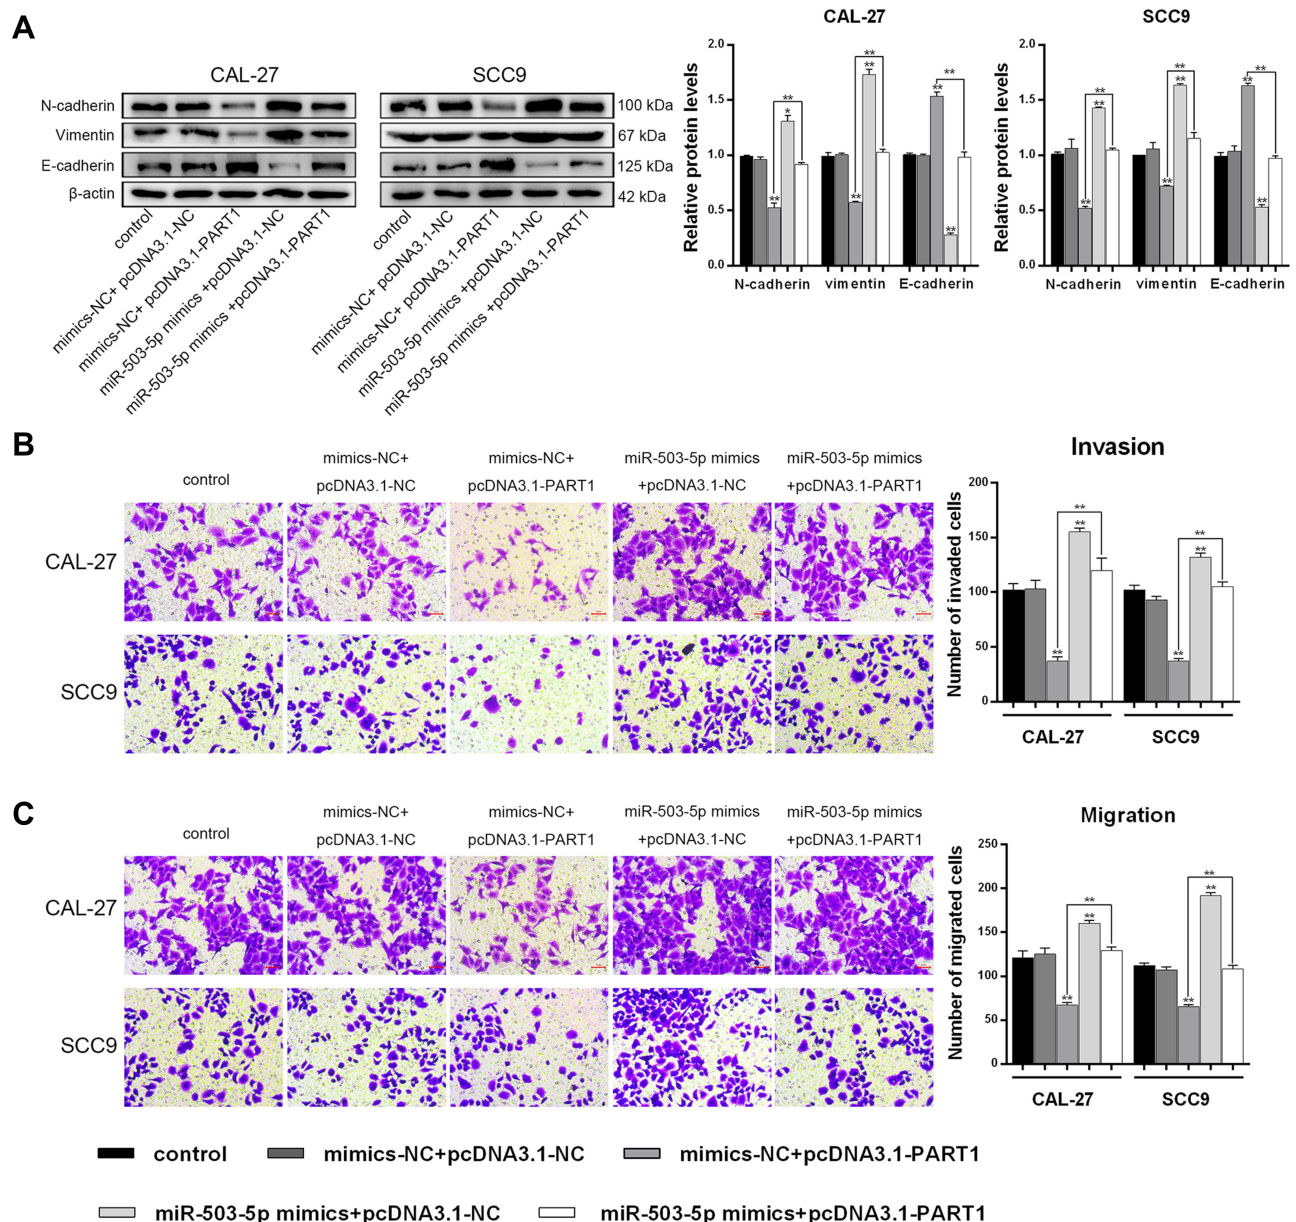 A
CAL-27
SCC9
N-cadherin
100 kDa
Vimentin
67 kDa
E-cadherin
125 kDa
β-actin
42 kDa
control
mimics-NC+ pcDNA3.1-NC
mimics-NC+ pcDNA3.1-PART1
miR-503-5p mimics +pcDNA3.1-NC
miR-503-5p mimics +pcDNA3.1-PART1
control
mimics-NC+ pcDNA3.1-NC
mimics-NC+ pcDNA3.1-PART1
miR-503-5p mimics +pcDNA3.1-NC
miR-503-5p mimics +pcDNA3.1-PART1
CAL-27
Relative protein levels
2.0
1.5
1.0
0.5
0.0
** ** * **
** ** **
** ** **
N-cadherin vimentin E-cadherin
SCC9
Relative protein levels
2.0
1.5
1.0
0.5
0.0
** ** **
** ** **
** ** **
N-cadherin vimentin E-cadherin
B
control
mimics-NC+
pcDNA3.1-NC
mimics-NC+
pcDNA3.1-PART1
miR-503-5p mimics
+pcDNA3.1-NC
miR-503-5p mimics
+pcDNA3.1-PART1
CAL-27
SCC9
Invasion
Number of invaded cells
200
150
100
50
0
** ** **
** ** **
CAL-27 SCC9
C
control
mimics-NC+
pcDNA3.1-NC
mimics-NC+
pcDNA3.1-PART1
miR-503-5p mimics
+pcDNA3.1-NC
miR-503-5p mimics
+pcDNA3.1-PART1
CAL-27
SCC9
Migration
Number of migrated cells
250
200
150
100
50
0
** ** **
** ** **
CAL-27 SCC9
control mimics-NC+pcDNA3.1-NC mimics-NC+pcDNA3.1-PART1
miR-503-5p mimics+pcDNA3.1-NC miR-503-5p mimics+pcDNA3.1-PART1